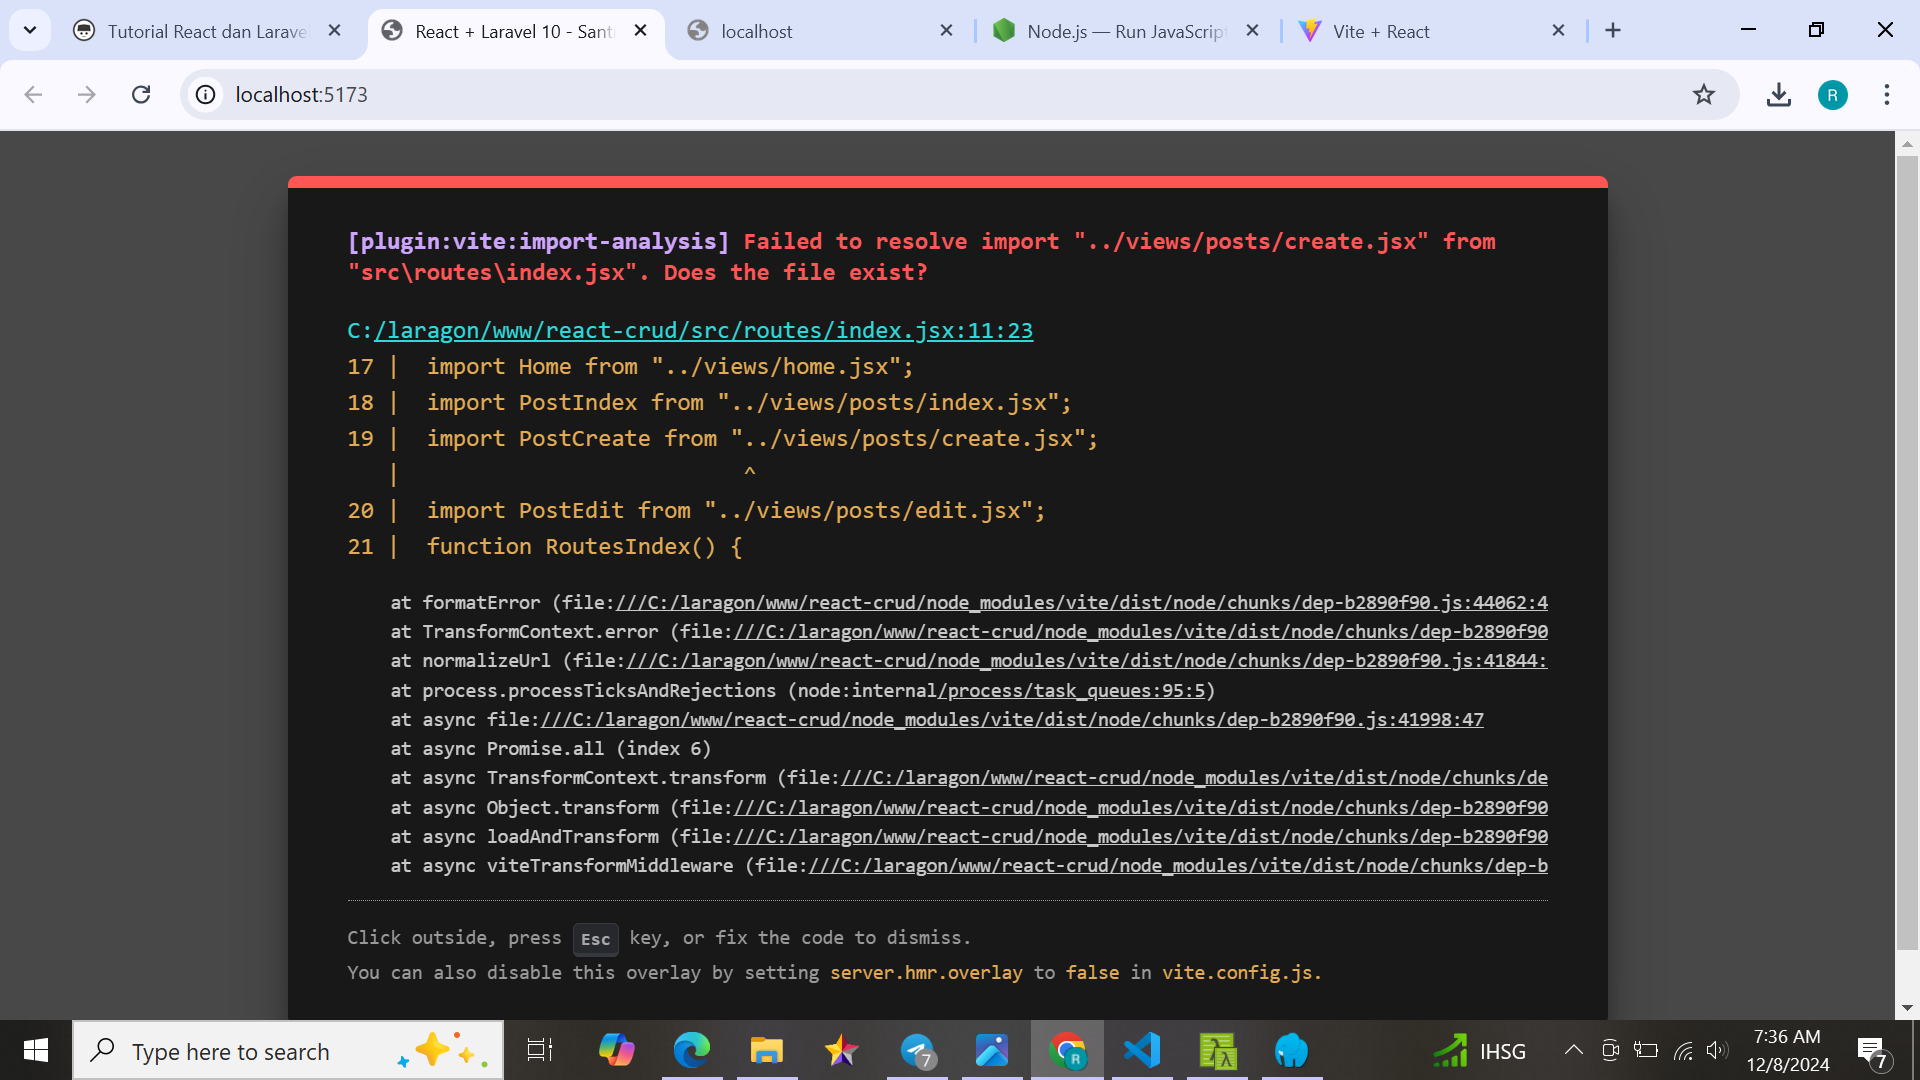 Tutorial React dan Larave
React + Laravel 10 - Sant
localhost
Node.js — Run JavaScript
Vite + React
localhost:5173
R
[plugin:vite:import-analysis] Failed to resolve import "../views/posts/create.jsx" from
"src\routes\index.jsx". Does the file exist?
C:/laragon/www/react-crud/src/routes/index.jsx:11:23
17 |  import Home from "../views/home.jsx";
18 |  import PostIndex from "../views/posts/index.jsx";
19 |  import PostCreate from "../views/posts/create.jsx";
|                          ^
20 |  import PostEdit from "../views/posts/edit.jsx";
21 |  function RoutesIndex() {
at formatError (file:///C:/laragon/www/react-crud/node_modules/vite/dist/node/chunks/dep-b2890f90.js:44062:4
at TransformContext.error (file:///C:/laragon/www/react-crud/node_modules/vite/dist/node/chunks/dep-b2890f90
at normalizeUrl (file:///C:/laragon/www/react-crud/node_modules/vite/dist/node/chunks/dep-b2890f90.js:41844:
at process.processTicksAndRejections (node:internal/process/task_queues:95:5)
at async file:///C:/laragon/www/react-crud/node_modules/vite/dist/node/chunks/dep-b2890f90.js:41998:47
at async Promise.all (index 6)
at async TransformContext.transform (file:///C:/laragon/www/react-crud/node_modules/vite/dist/node/chunks/de
at async Object.transform (file:///C:/laragon/www/react-crud/node_modules/vite/dist/node/chunks/dep-b2890f90
at async loadAndTransform (file:///C:/laragon/www/react-crud/node_modules/vite/dist/node/chunks/dep-b2890f90
at async viteTransformMiddleware (file:///C:/laragon/www/react-crud/node_modules/vite/dist/node/chunks/dep-b
Click outside, press Esc key, or fix the code to dismiss.
You can also disable this overlay by setting server.hmr.overlay to false in vite.config.js.
Type here to search
7
R
λ
IHSG
7:36 AM
12/8/2024
7